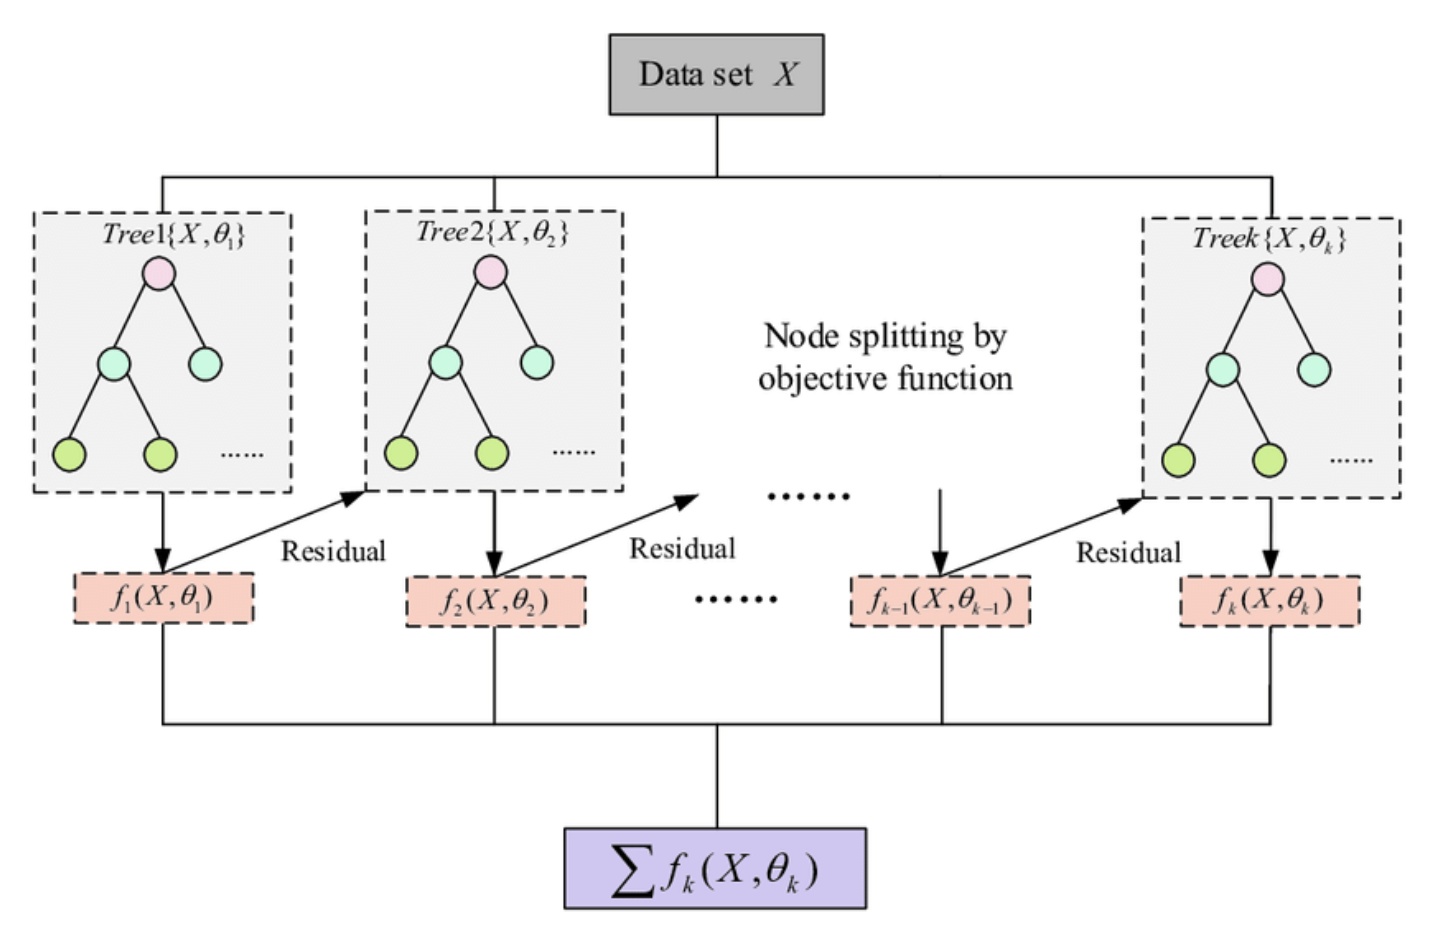 Data set X
Tree1{X,θ₁}
Tree2{X,θ₂}
Treek{X,θₖ}
Node splitting by
objective function
......
......
......
......
Residual
Residual
Residual
f₁(X,θ₁)
f₂(X,θ₂)
......
fₖ₋₁(X,θₖ₋₁)
fₖ(X,θₖ)
∑fₖ(X,θₖ)